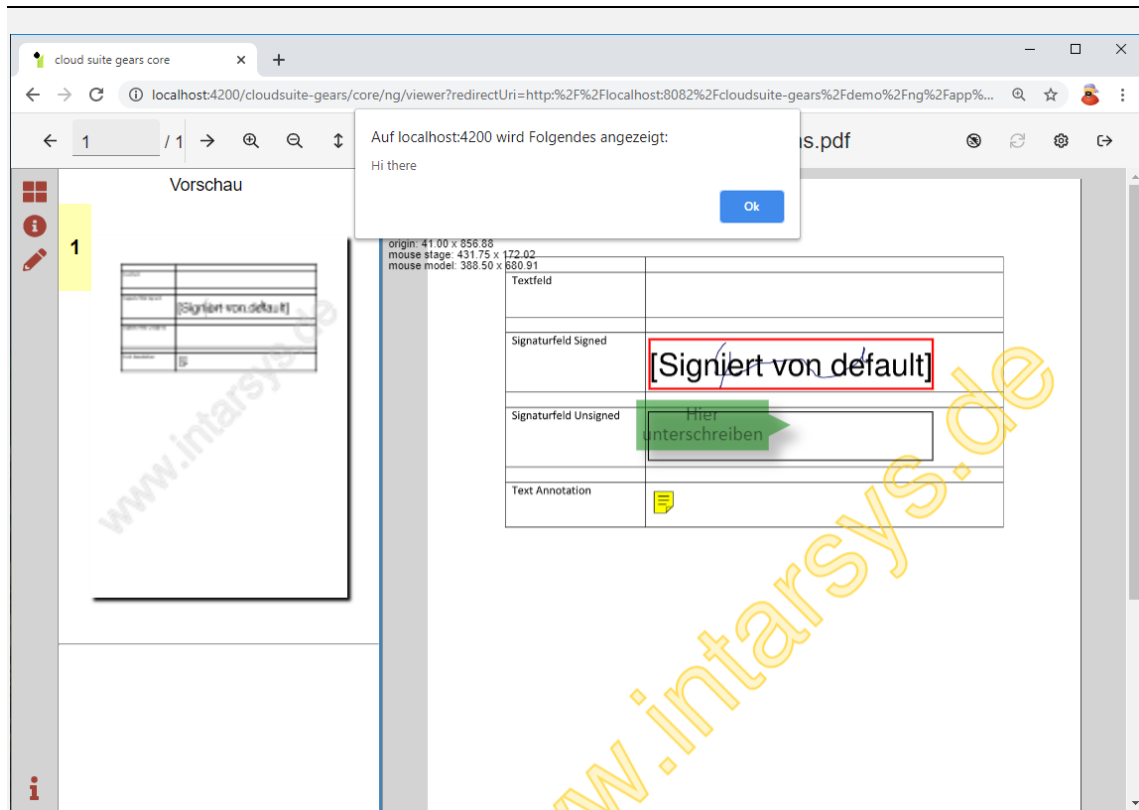 cloud suite gears core
localhost:4200/cloudsuite-gears/core/ng/viewer?redirectUri=http:%2F%2Flocalhost:8082%2Fcloudsuite-gears%2Fdemo%2Fng%2Fapp%...
1 / 1
s.pdf
Auf localhost:4200 wird Folgendes angezeigt:
Hi there
Ok
Vorschau
1
[Signiert von default]
www.intarsys.de
origin: 41.00 x 856.88
mouse stage: 431.75 x 172.02
mouse model: 388.50 x 680.91
Textfeld
Signaturfeld Signed
[Signiert von default]
Signaturfeld Unsigned
Hier
unterschreiben
Text Annotation
w.intarsys.de